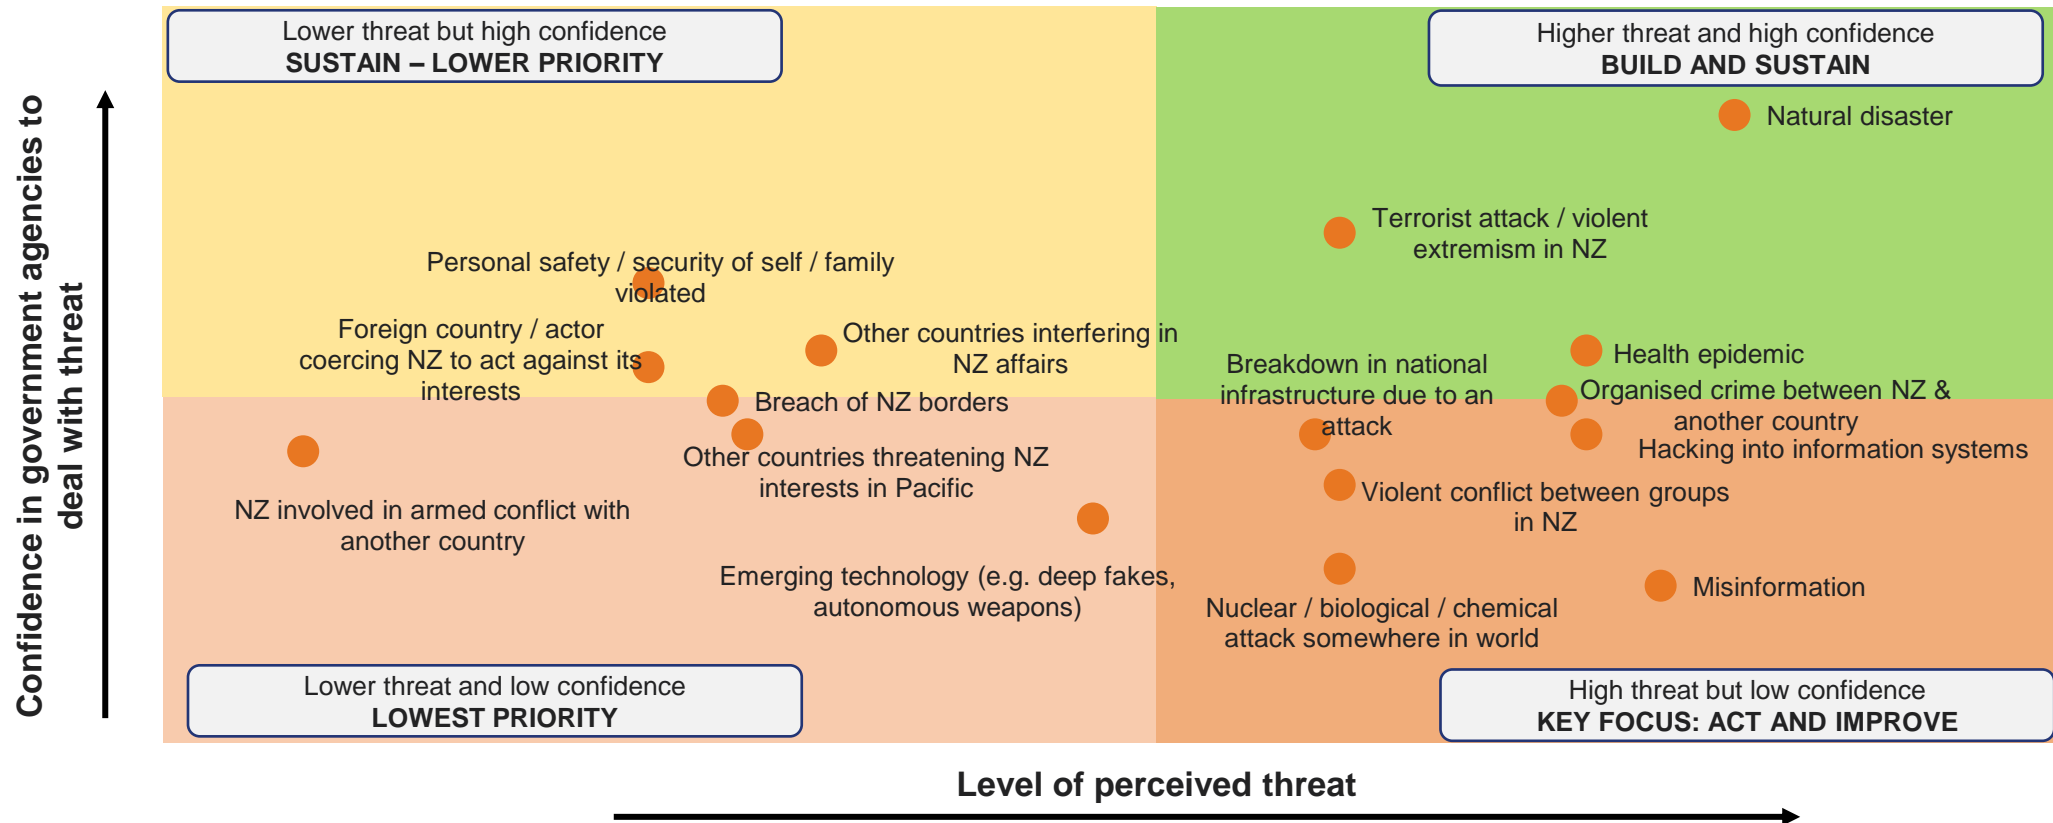 Lower threat but high confidence
SUSTAIN – LOWER PRIORITY
Higher threat and high confidence
BUILD AND SUSTAIN
Confidence in government agencies to
deal with threat
Natural disaster
Terrorist attack / violent
extremism in NZ
Personal safety / security of self / family
violated
Foreign country / actor
coercing NZ to act against its
interests
Other countries interfering in
NZ affairs
Breakdown in national
infrastructure due to an
attack
Health epidemic
Organised crime between NZ &
another country
Breach of NZ borders
Hacking into information systems
Other countries threatening NZ
interests in Pacific
Violent conflict between groups
in NZ
NZ involved in armed conflict with
another country
Emerging technology (e.g. deep fakes,
autonomous weapons)
Misinformation
Nuclear / biological / chemical
attack somewhere in world
Lower threat and low confidence
LOWEST PRIORITY
High threat but low confidence
KEY FOCUS: ACT AND IMPROVE
Level of perceived threat